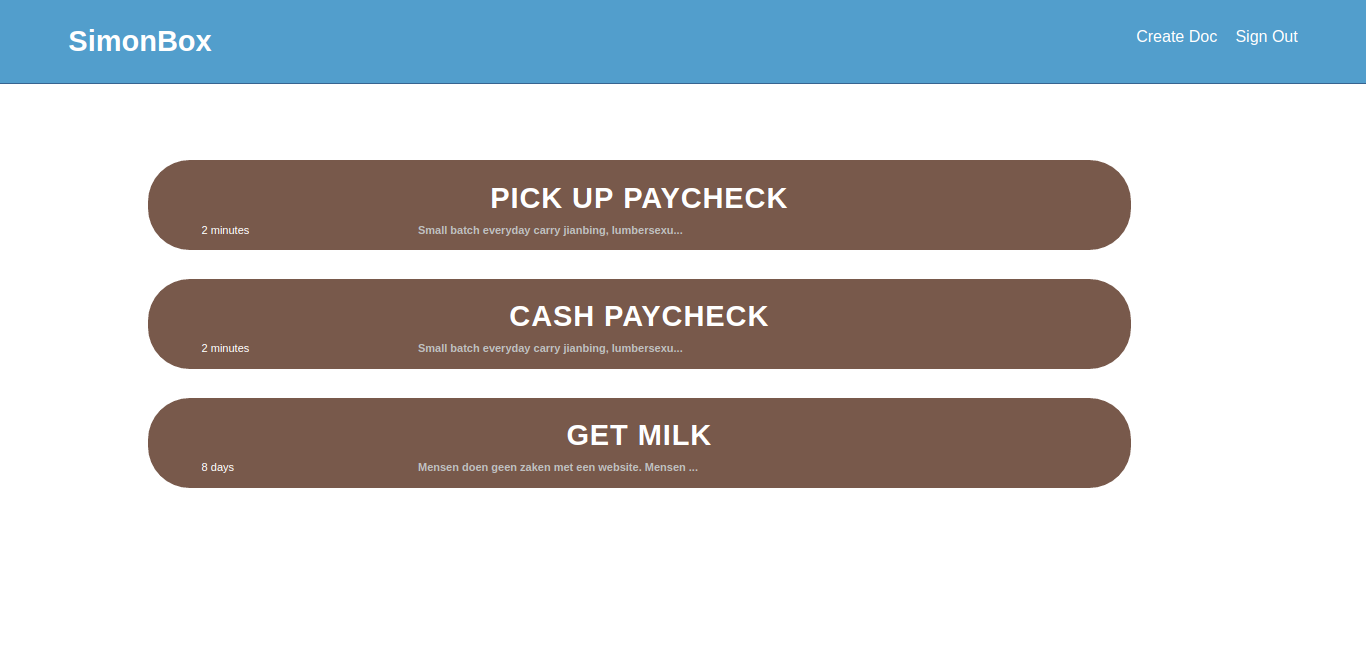 SimonBox
Create Doc Sign Out
PICK UP PAYCHECK
2 minutes
Small batch everyday carry jianbing, lumbersexu...
CASH PAYCHECK
2 minutes
Small batch everyday carry jianbing, lumbersexu...
GET MILK
8 days
Mensen doen geen zaken met een website. Mensen ...